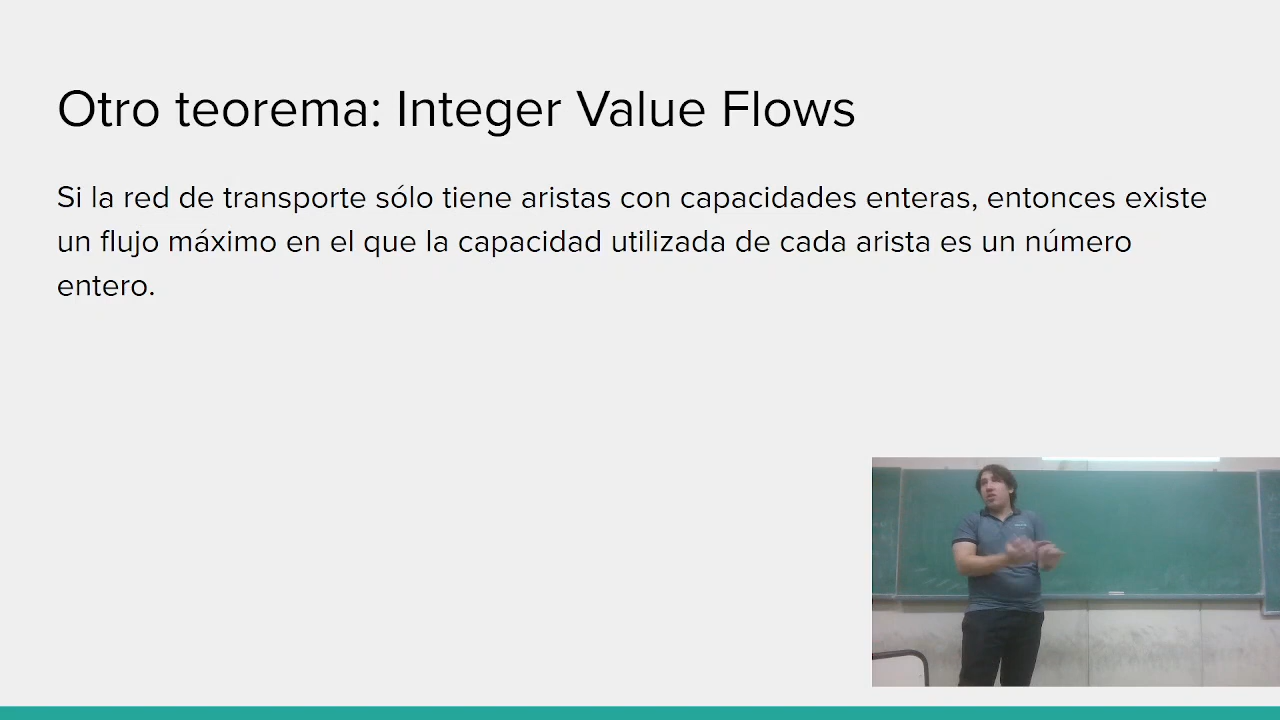 Otro teorema: Integer Value Flows
Si la red de transporte sólo tiene aristas con capacidades enteras, entonces existe
un flujo máximo en el que la capacidad utilizada de cada arista es un número
entero.